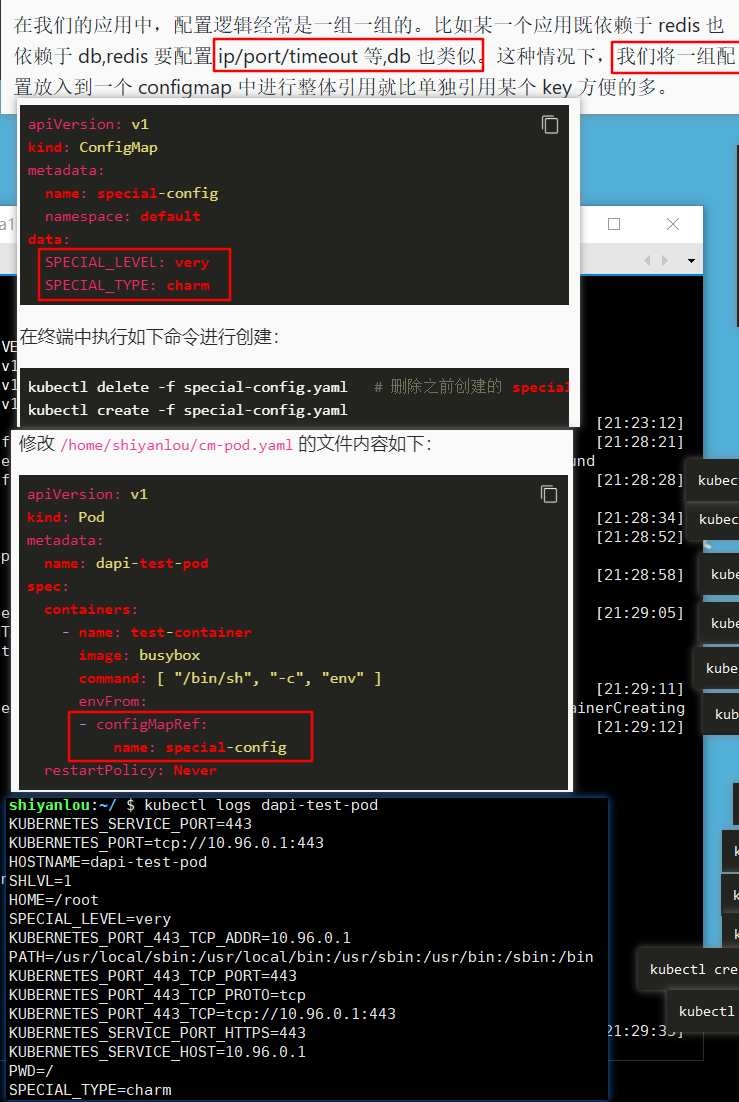 在我们的应用中，配置逻辑经常是一组一组的。比如某一个应用既依赖于 redis 也
依赖于 db,redis 要配置 ip/port/timeout 等,db 也类似。这种情况下，我们将一组配
置放入到一个 configmap 中进行整体引用就比单独引用某个 key 方便的多。
apiVersion: v1
kind: ConfigMap
metadata:
  name: special-config
  namespace: default
data:
  SPECIAL_LEVEL: very
  SPECIAL_TYPE: charm
在终端中执行如下命令进行创建：
kubectl delete -f special-config.yaml   # 删除之前创建的 special
kubectl create -f special-config.yaml
修改 /home/shiyanlou/cm-pod.yaml 的文件内容如下：
apiVersion: v1
kind: Pod
metadata:
  name: dapi-test-pod
spec:
  containers:
    - name: test-container
      image: busybox
      command: [ "/bin/sh", "-c", "env" ]
      envFrom:
      - configMapRef:
          name: special-config
  restartPolicy: Never
shiyanlou:~/ $ kubectl logs dapi-test-pod
KUBERNETES_SERVICE_PORT=443
KUBERNETES_PORT=tcp://10.96.0.1:443
HOSTNAME=dapi-test-pod
SHLVL=1
HOME=/root
SPECIAL_LEVEL=very
KUBERNETES_PORT_443_TCP_ADDR=10.96.0.1
PATH=/usr/local/sbin:/usr/local/bin:/usr/sbin:/usr/bin:/sbin:/bin
KUBERNETES_PORT_443_TCP_PORT=443
KUBERNETES_PORT_443_TCP_PROTO=tcp
KUBERNETES_PORT_443_TCP=tcp://10.96.0.1:443
KUBERNETES_SERVICE_PORT_HTTPS=443
KUBERNETES_SERVICE_HOST=10.96.0.1
PWD=/
SPECIAL_TYPE=charm
a1
VE
v1
v1
v1
[21:23:12]
[21:28:21]
und
[21:28:28]
[21:28:34]
[21:28:52]
[21:28:58]
[21:29:05]
[21:29:11]
ainerCreating
[21:29:12]
21:29:35]
kubec
kubec
kube
kube
kube
kub
kubectl cre
kubectl